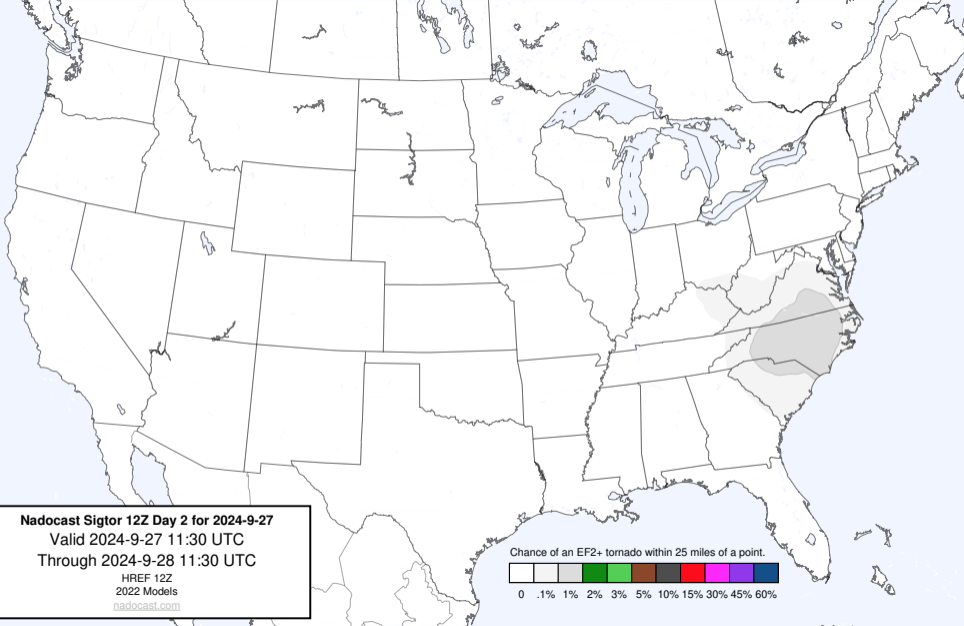 Nadocast Sigtor 12Z Day 2 for 2024-9-27
Valid 2024-9-27 11:30 UTC
Through 2024-9-28 11:30 UTC
HREF 12Z
2022 Models
nadocast.com
Chance of an EF2+ tornado within 25 miles of a point.
0 .1% 1% 2% 3% 5% 10% 15% 30% 45% 60%